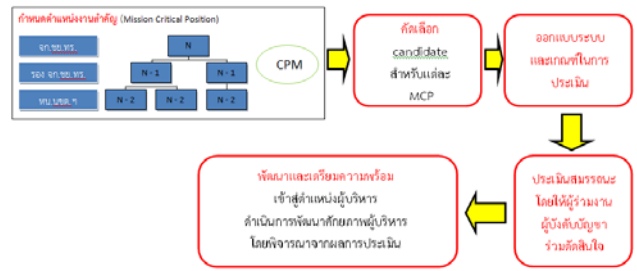 กำหนดตำแหน่งงานสำคัญ (Mission Critical Position)
จก.ชย.ทร.
N
รอง จก.ชย.ทร.
N - 1
N - 1
CPM
N - 2
N - 2
N - 2
คัดเลือก
candidate
สำหรับแต่ละ
MCP
ออกแบบระบบ
และเกณฑ์ในการ
ประเมิน
ประเมินสมรรถนะ
โดยให้ผู้ร่วมงาน
ผู้บังคับบัญชา
ร่วมตัดสินใจ
พัฒนาและเตรียมความพร้อม
เข้าสู่ตำแหน่งผู้บริหาร
ดำเนินการพัฒนาศักยภาพผู้บริหาร
โดยพิจารณาจากผลการประเมิน